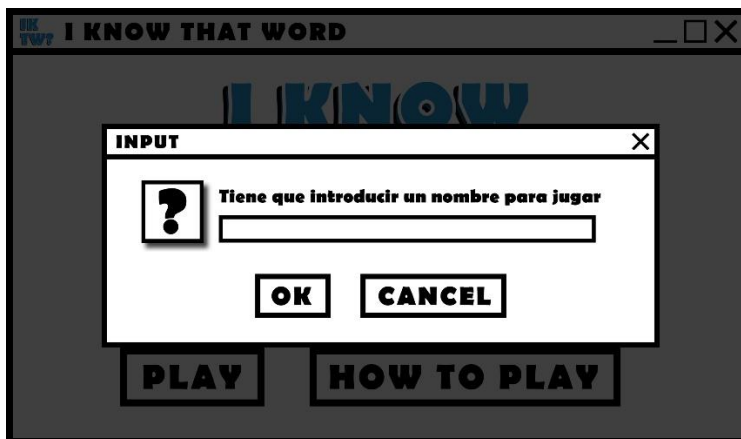 IK
TW?
I KNOW THAT WORD
I KNOW
INPUT
?
Tiene que introducir un nombre para jugar
OK
CANCEL
PLAY
HOW TO PLAY